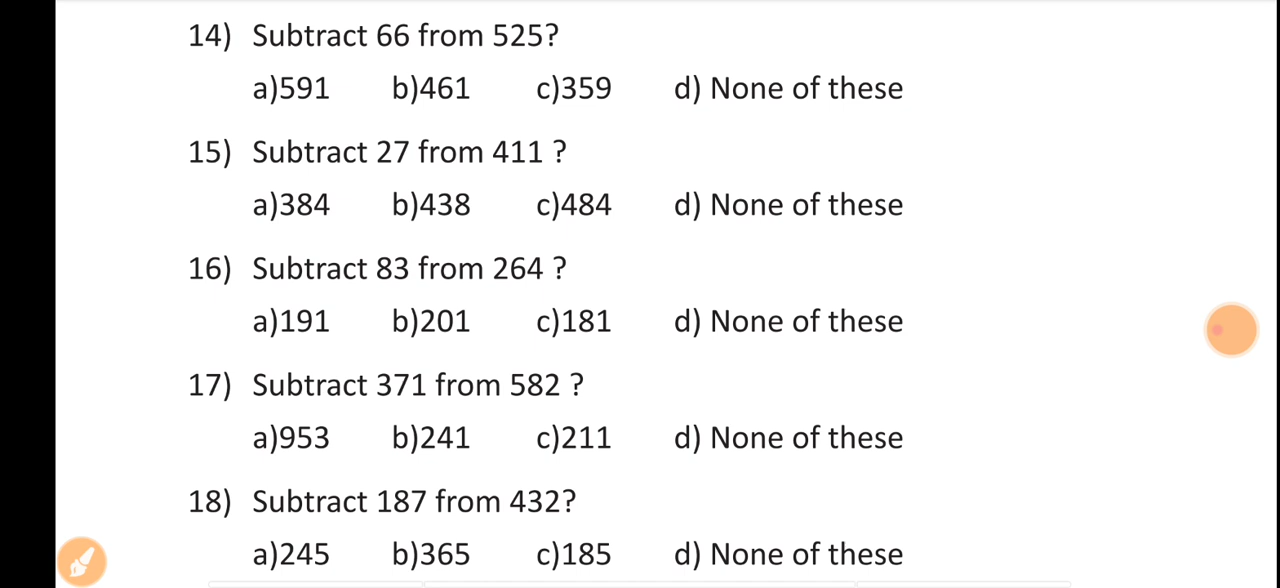 14) Subtract 66 from 525?
a)591 b)461 c)359 d) None of these
15) Subtract 27 from 411 ?
a)384 b)438 c)484 d) None of these
16) Subtract 83 from 264 ?
a)191 b)201 c)181 d) None of these
17) Subtract 371 from 582 ?
a)953 b)241 c)211 d) None of these
18) Subtract 187 from 432?
a)245 b)365 c)185 d) None of these